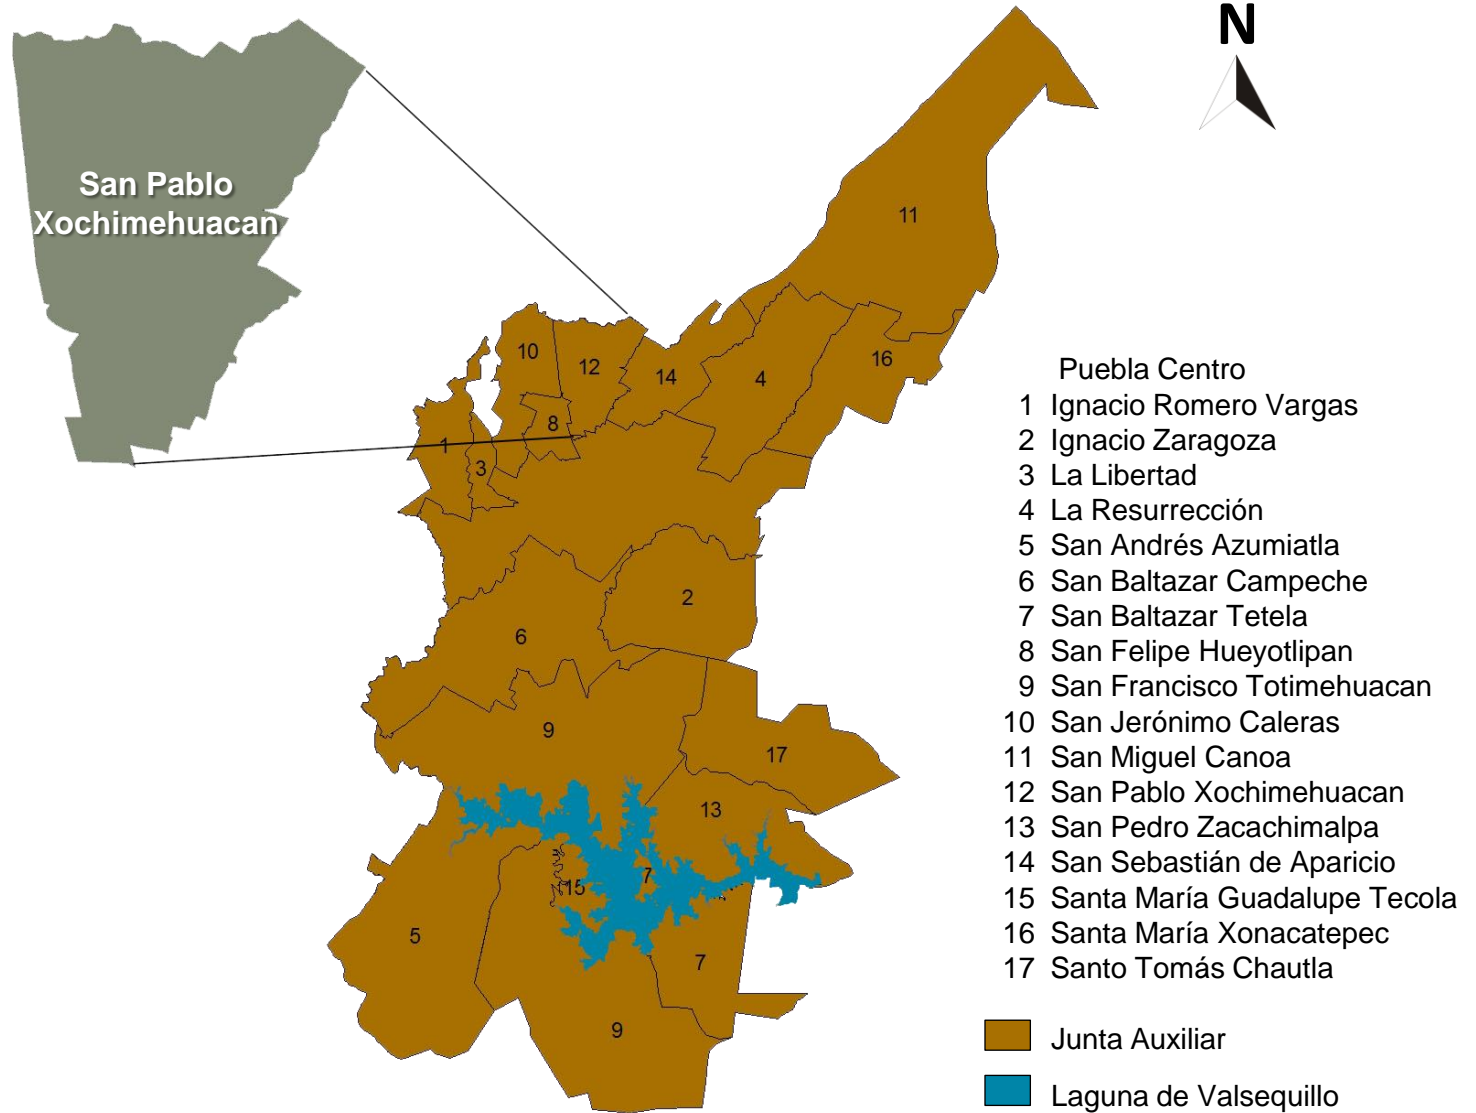 N
San Pablo
Xochimehuacan
11
10
12
14
4
16
8
1
3
2
6
9
17
13
15
7
5
7
9
Puebla Centro
1 Ignacio Romero Vargas
2 Ignacio Zaragoza
3 La Libertad
4 La Resurrección
5 San Andrés Azumiatla
6 San Baltazar Campeche
7 San Baltazar Tetela
8 San Felipe Hueyotlipan
9 San Francisco Totimehuacan
10 San Jerónimo Caleras
11 San Miguel Canoa
12 San Pablo Xochimehuacan
13 San Pedro Zacachimalpa
14 San Sebastián de Aparicio
15 Santa María Guadalupe Tecola
16 Santa María Xonacatepec
17 Santo Tomás Chautla
Junta Auxiliar
Laguna de Valsequillo